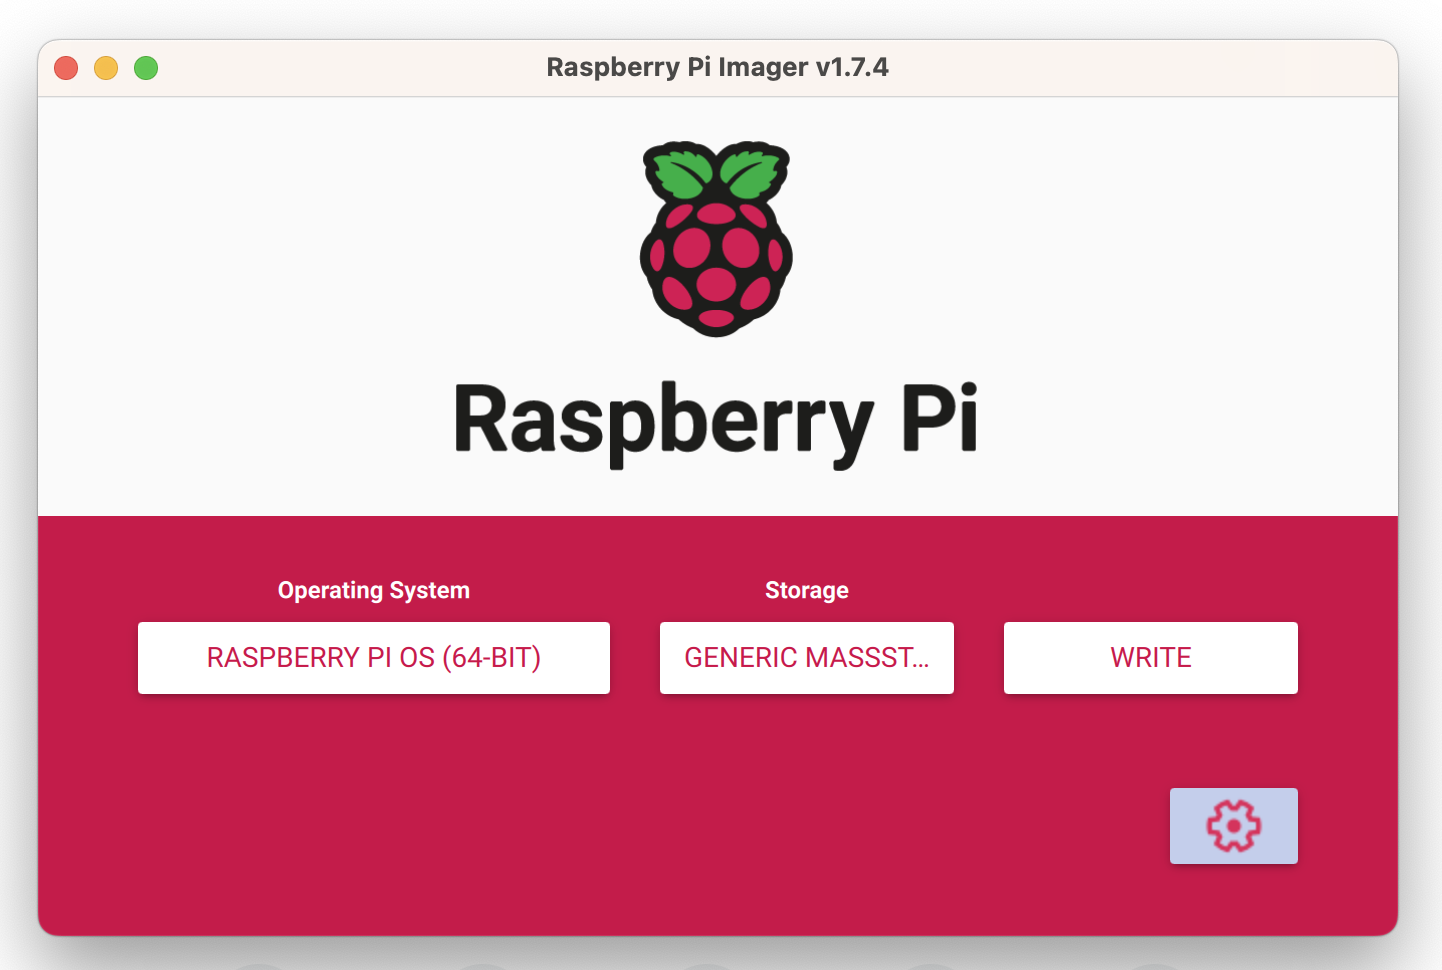 Raspberry Pi Imager v1.7.4
Raspberry Pi
Operating System
Storage
RASPBERRY PI OS (64-BIT)
GENERIC MASSST...
WRITE